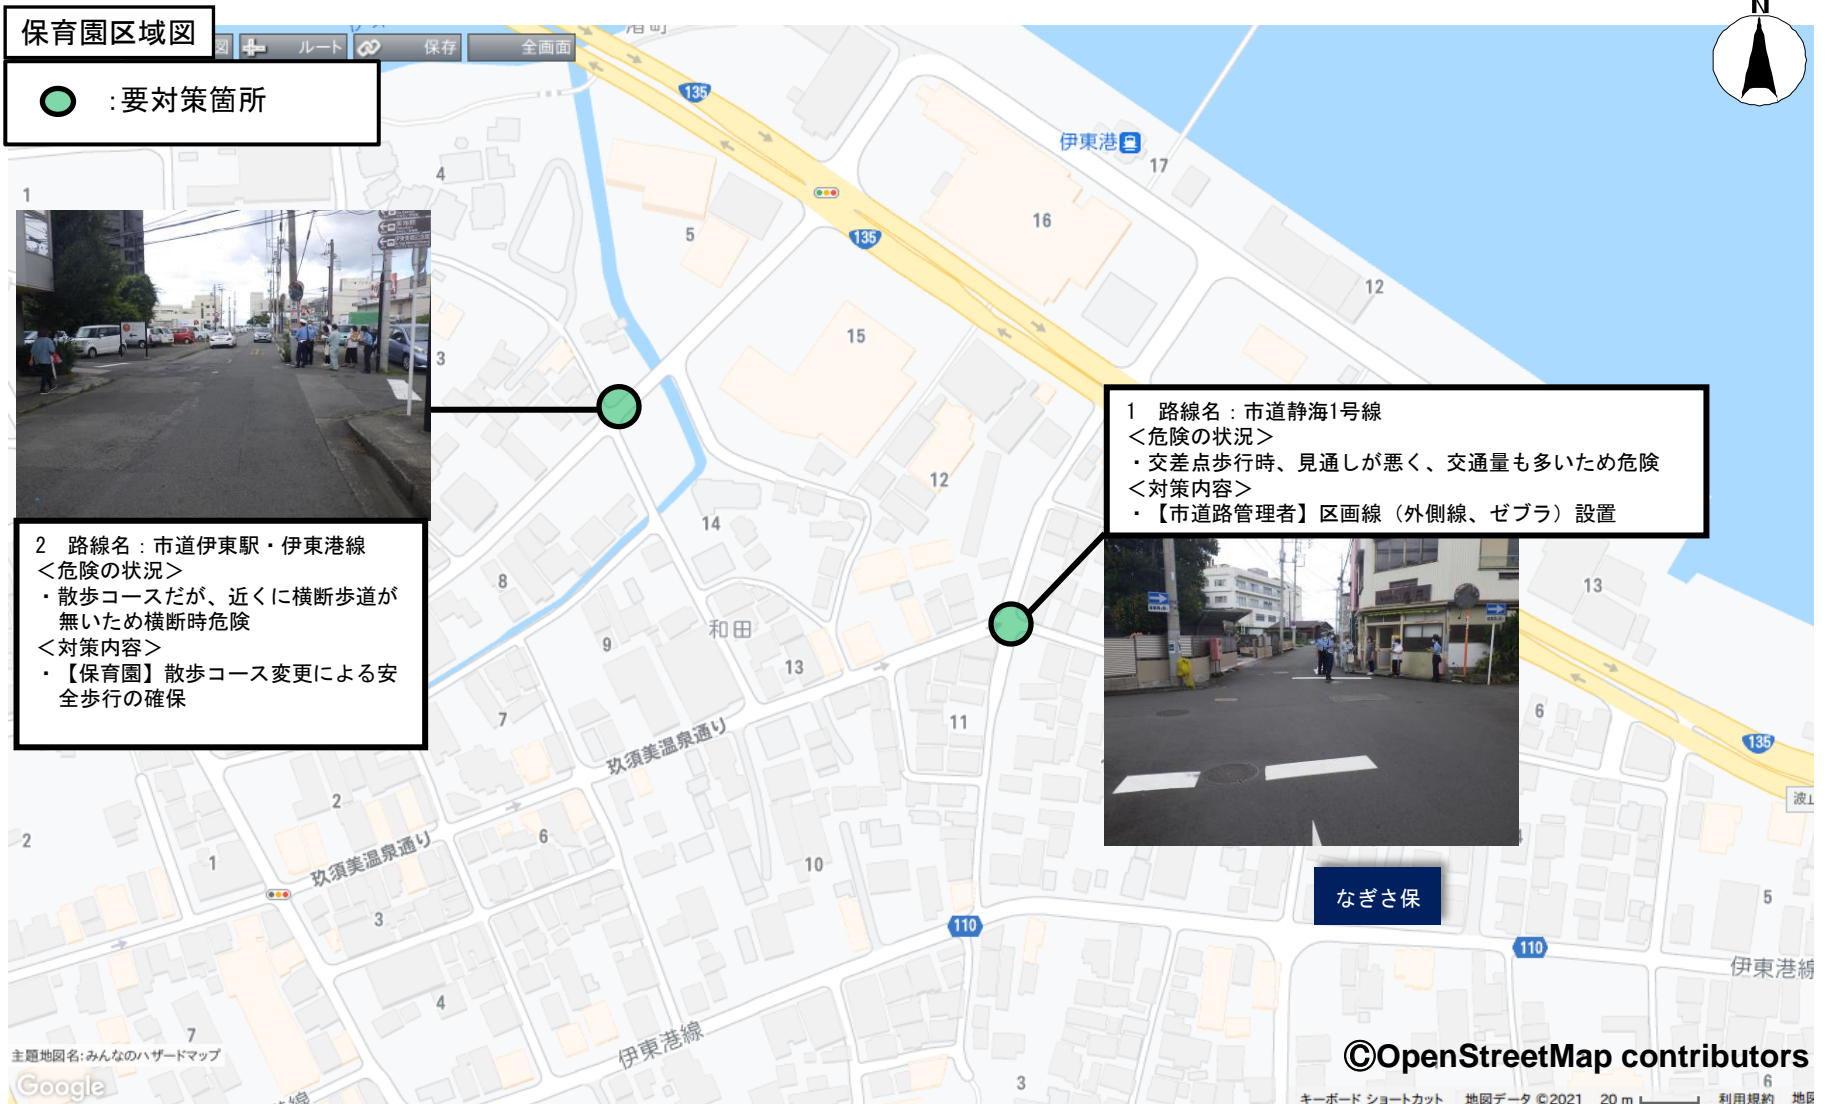 保育園区域図
図
ルート
保存
全画面
:要対策箇所
N
135
135
135
伊東港
17
16
12
15
12
14
13
和田
13
11
10
9
8
7
6
5
4
3
2
1
1
2
3
4
5
6
7
3
5
6
2　路線名：市道伊東駅・伊東港線
＜危険の状況＞
・散歩コースだが、近くに横断歩道が
無いため横断時危険
＜対策内容＞
・【保育園】散歩コース変更による安
全歩行の確保
1　路線名：市道静海1号線
＜危険の状況＞
・交差点歩行時、見通しが悪く、交通量も多いため危険
＜対策内容＞
・【市道路管理者】区画線（外側線、ゼブラ）設置
玖須美温泉通り
玖須美温泉通り
なぎさ保
110
110
伊東港線
伊東港線
主題地図名:みんなのハザードマップ
Google
©OpenStreetMap contributors
キーボード ショートカット　地図データ ©2021　20 m　利用規約　地図